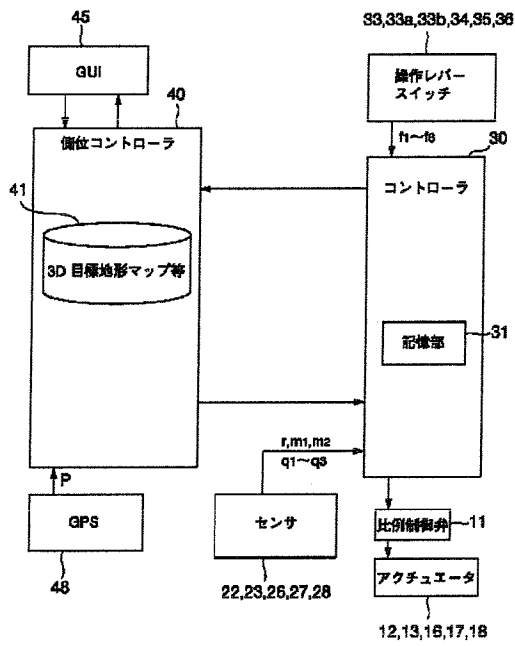 45
GUI
40
側位コントローラ
41
3D 目標地形マップ等
P
GPS
48
33,33a,33b,34,35,36
操作レバー
スイッチ
f1～f6
30
コントローラ
記憶部
31
r,m1,m2
q1～q3
センサ
22,23,26,27,28
比例制御弁
11
アクチュエータ
12,13,16,17,18